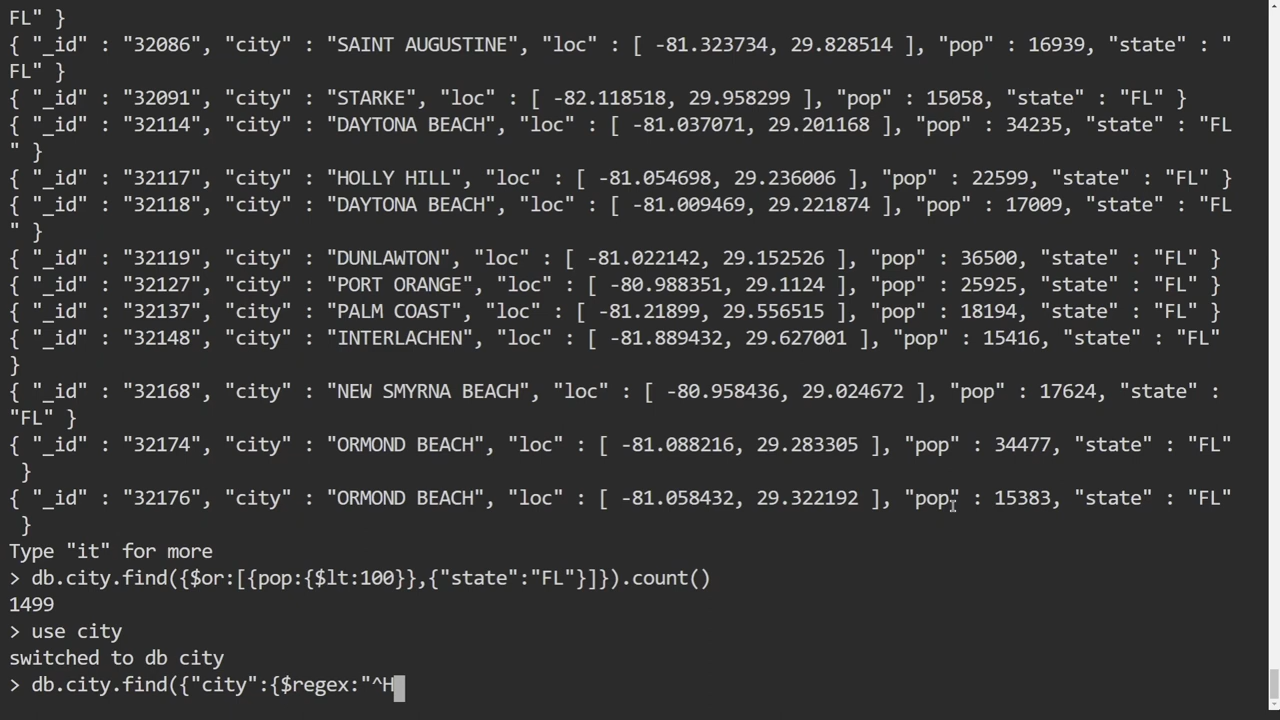 FL" }
{ "_id" : "32086", "city" : "SAINT AUGUSTINE", "loc" : [ -81.323734, 29.828514 ], "pop" : 16939, "state" : "
FL" }
{ "_id" : "32091", "city" : "STARKE", "loc" : [ -82.118518, 29.958299 ], "pop" : 15058, "state" : "FL" }
{ "_id" : "32114", "city" : "DAYTONA BEACH", "loc" : [ -81.037071, 29.201168 ], "pop" : 34235, "state" : "FL
" }
{ "_id" : "32117", "city" : "HOLLY HILL", "loc" : [ -81.054698, 29.236006 ], "pop" : 22599, "state" : "FL" }
{ "_id" : "32118", "city" : "DAYTONA BEACH", "loc" : [ -81.009469, 29.221874 ], "pop" : 17009, "state" : "FL
" }
{ "_id" : "32119", "city" : "DUNLAWTON", "loc" : [ -81.022142, 29.152526 ], "pop" : 36500, "state" : "FL" }
{ "_id" : "32127", "city" : "PORT ORANGE", "loc" : [ -80.988351, 29.1124 ], "pop" : 25925, "state" : "FL" }
{ "_id" : "32137", "city" : "PALM COAST", "loc" : [ -81.21899, 29.556515 ], "pop" : 18194, "state" : "FL" }
{ "_id" : "32148", "city" : "INTERLACHEN", "loc" : [ -81.889432, 29.627001 ], "pop" : 15416, "state" : "FL"
}
{ "_id" : "32168", "city" : "NEW SMYRNA BEACH", "loc" : [ -80.958436, 29.024672 ], "pop" : 17624, "state" :
"FL" }
{ "_id" : "32174", "city" : "ORMOND BEACH", "loc" : [ -81.088216, 29.283305 ], "pop" : 34477, "state" : "FL"
 }
{ "_id" : "32176", "city" : "ORMOND BEACH", "loc" : [ -81.058432, 29.322192 ], "pop" : 15383, "state" : "FL"
 }
Type "it" for more
> db.city.find({$or:[{pop:{$lt:100}},{"state":"FL"}]}).count()
1499
> use city
switched to db city
> db.city.find({"city":{$regex:"^H